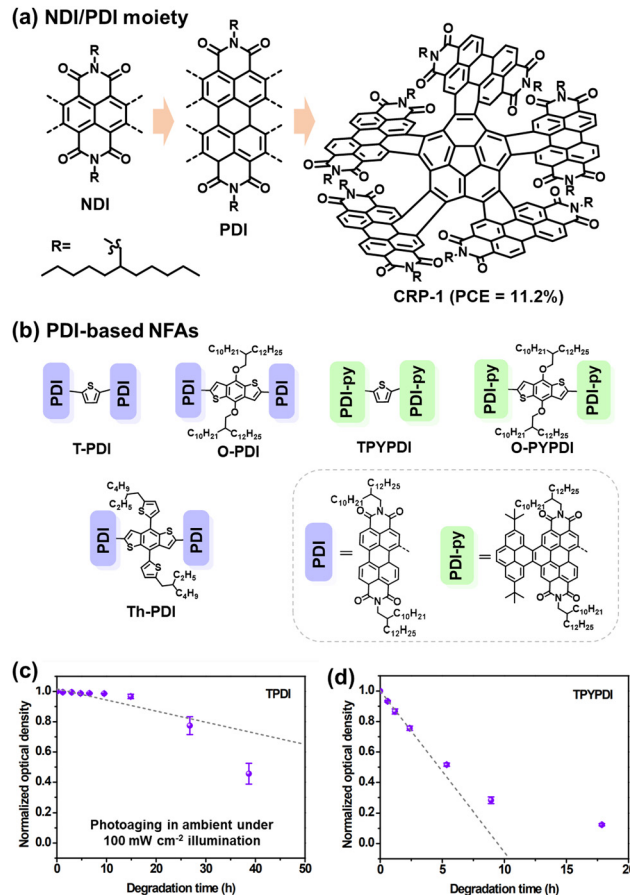 (a) NDI/PDI moiety
R
O N O
O N O
R
NDI
R
O N O
O N O
R
PDI
R=
R
O N O
O N O
R
R
O N O
O N O
R
R
O N O
O N O
R
R
O N O
O N O
R
R
O N O
O N O
R
CRP-1 (PCE = 11.2%)
(b) PDI-based NFAs
PDI
S
PDI
T-PDI
C10H21
C12H25
PDI
O
S
S
O
PDI
C10H21
C12H25
O-PDI
PDI-py
S
PDI-py
TPYPDI
C10H21
C12H25
PDI-py
O
S
S
O
PDI-py
C10H21
C12H25
O-PYPDI
C4H9
C2H5
S
PDI
S
S
PDI
S
C2H5
C4H9
Th-PDI
PDI
=
C12H25
C10H21
O N O
O N O
C10H21
C12H25
PDI-py
=
C12H25
C10H21
O N O
O N O
C10H21
C12H25
(c)
TPDI
Normalized optical density
1.0
0.8
0.6
0.4
0.2
0.0
Photoaging in ambient under
100 mW cm-2 illumination
0 10 20 30 40 50
Degradation time (h)
(d)
TPYPDI
Normalized optical density
1.0
0.8
0.6
0.4
0.2
0.0
0 5 10 15 20
Degradation time (h)